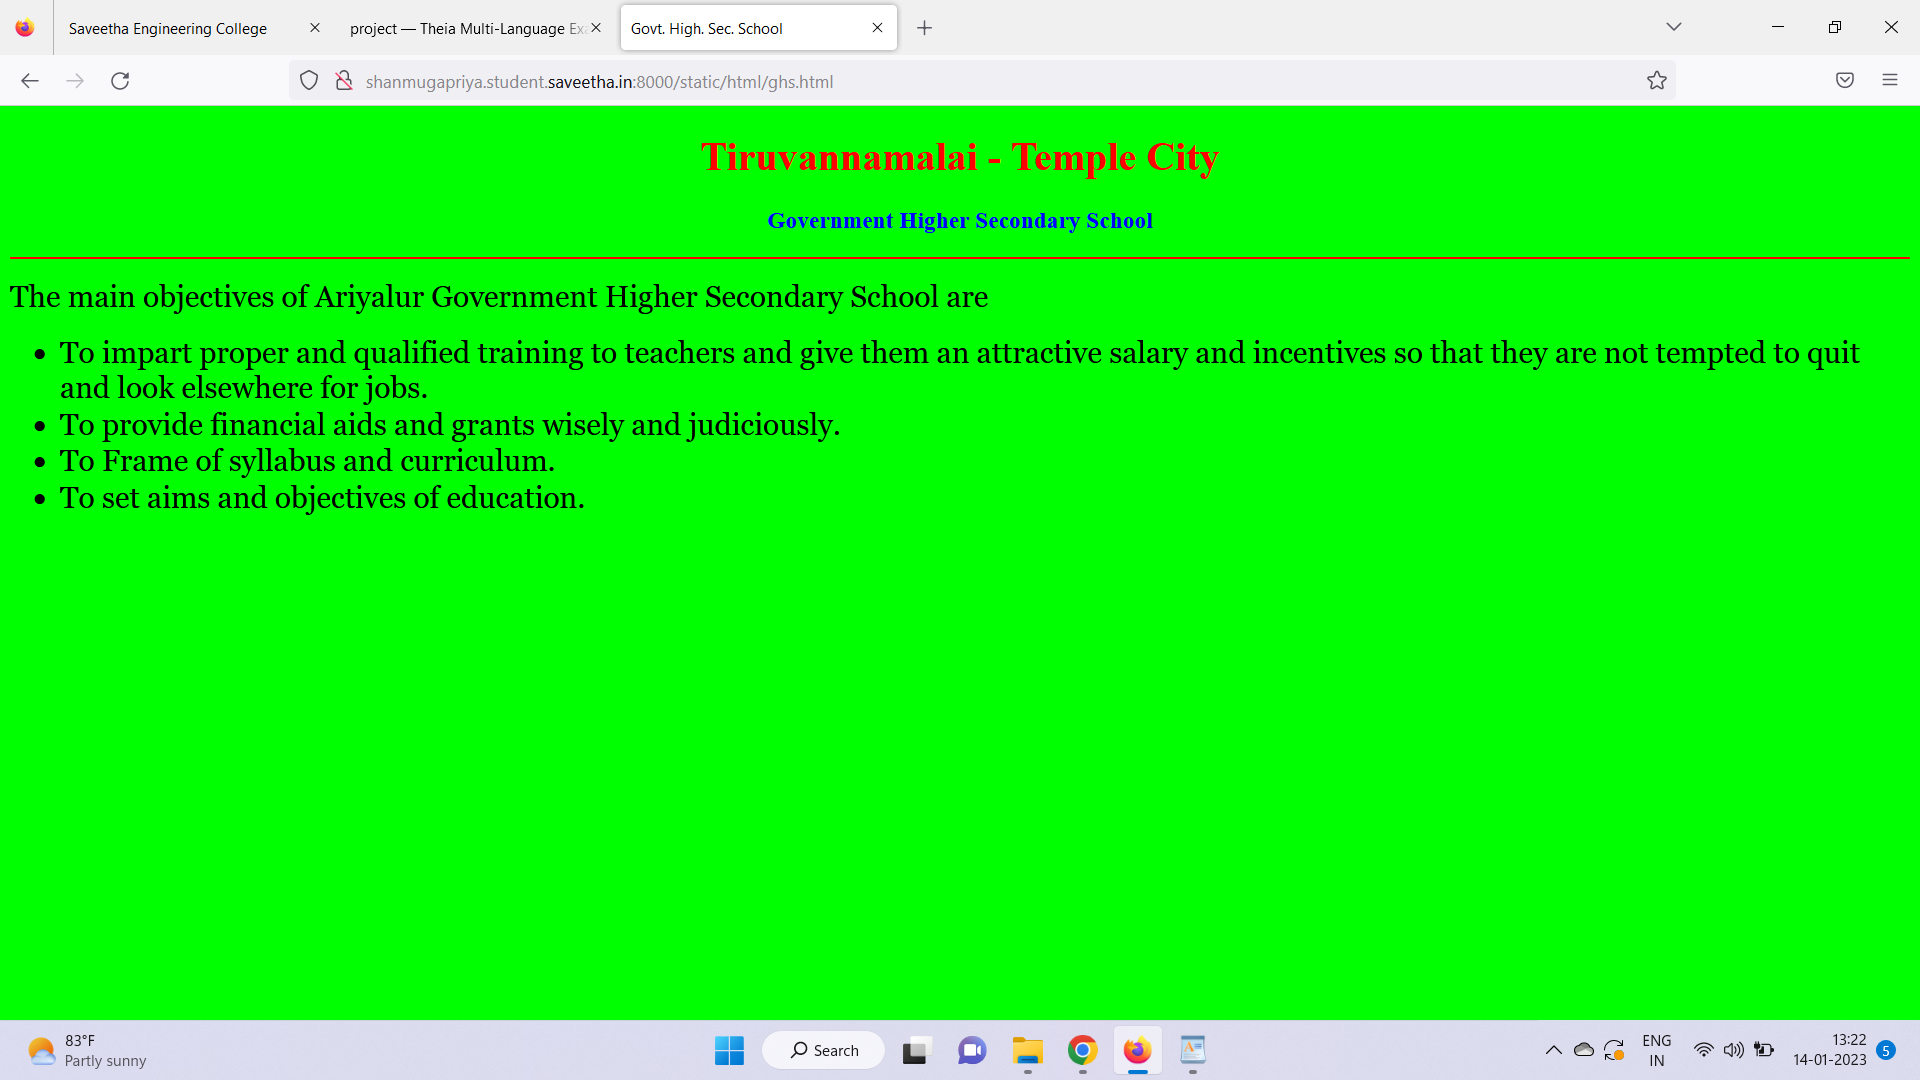 Saveetha Engineering College
project — Theia Multi-Language Exa
Govt. High. Sec. School
shanmugapriya.student.saveetha.in:8000/static/html/ghs.html
Tiruvannamalai - Temple City
Government Higher Secondary School
The main objectives of Ariyalur Government Higher Secondary School are
• To impart proper and qualified training to teachers and give them an attractive salary and incentives so that they are not tempted to quit
and look elsewhere for jobs.
• To provide financial aids and grants wisely and judiciously.
• To Frame of syllabus and curriculum.
• To set aims and objectives of education.
83°F
Partly sunny
Search
ENG
IN
13:22
14-01-2023
5